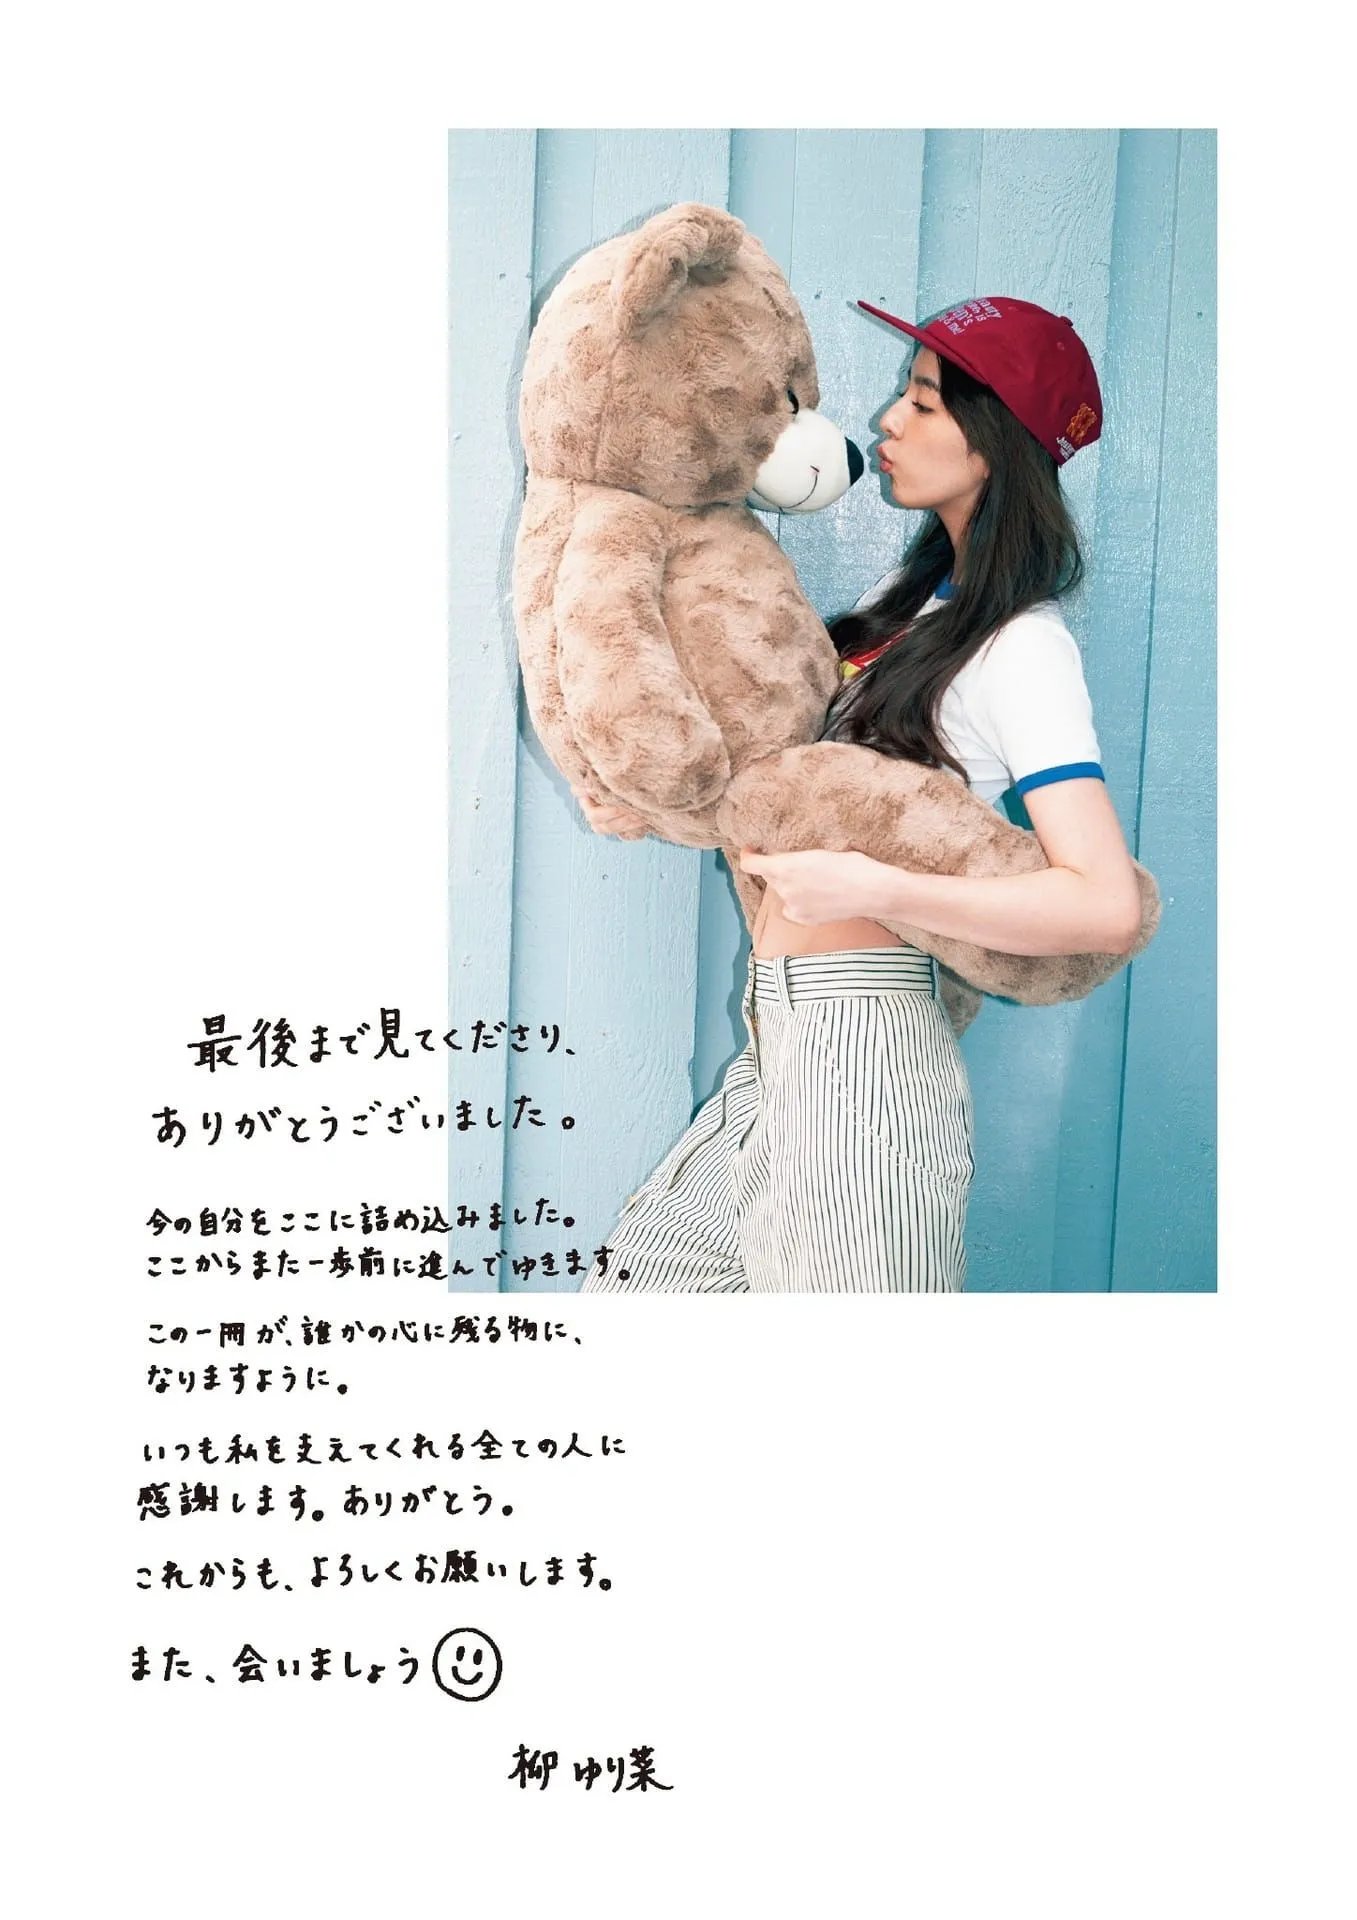 最後まで見てくださり、
ありがとうございました。
今の自分をここに詰め込みました。
ここからまた一歩前に進んでゆきます。
この一冊が、誰かの心に残る物に、
なりますように。
いつも私を支えてくれる全ての人に
感謝します。ありがとう。
これからも、よろしくお願いします。
また、会いましょう
柳ゆり菜